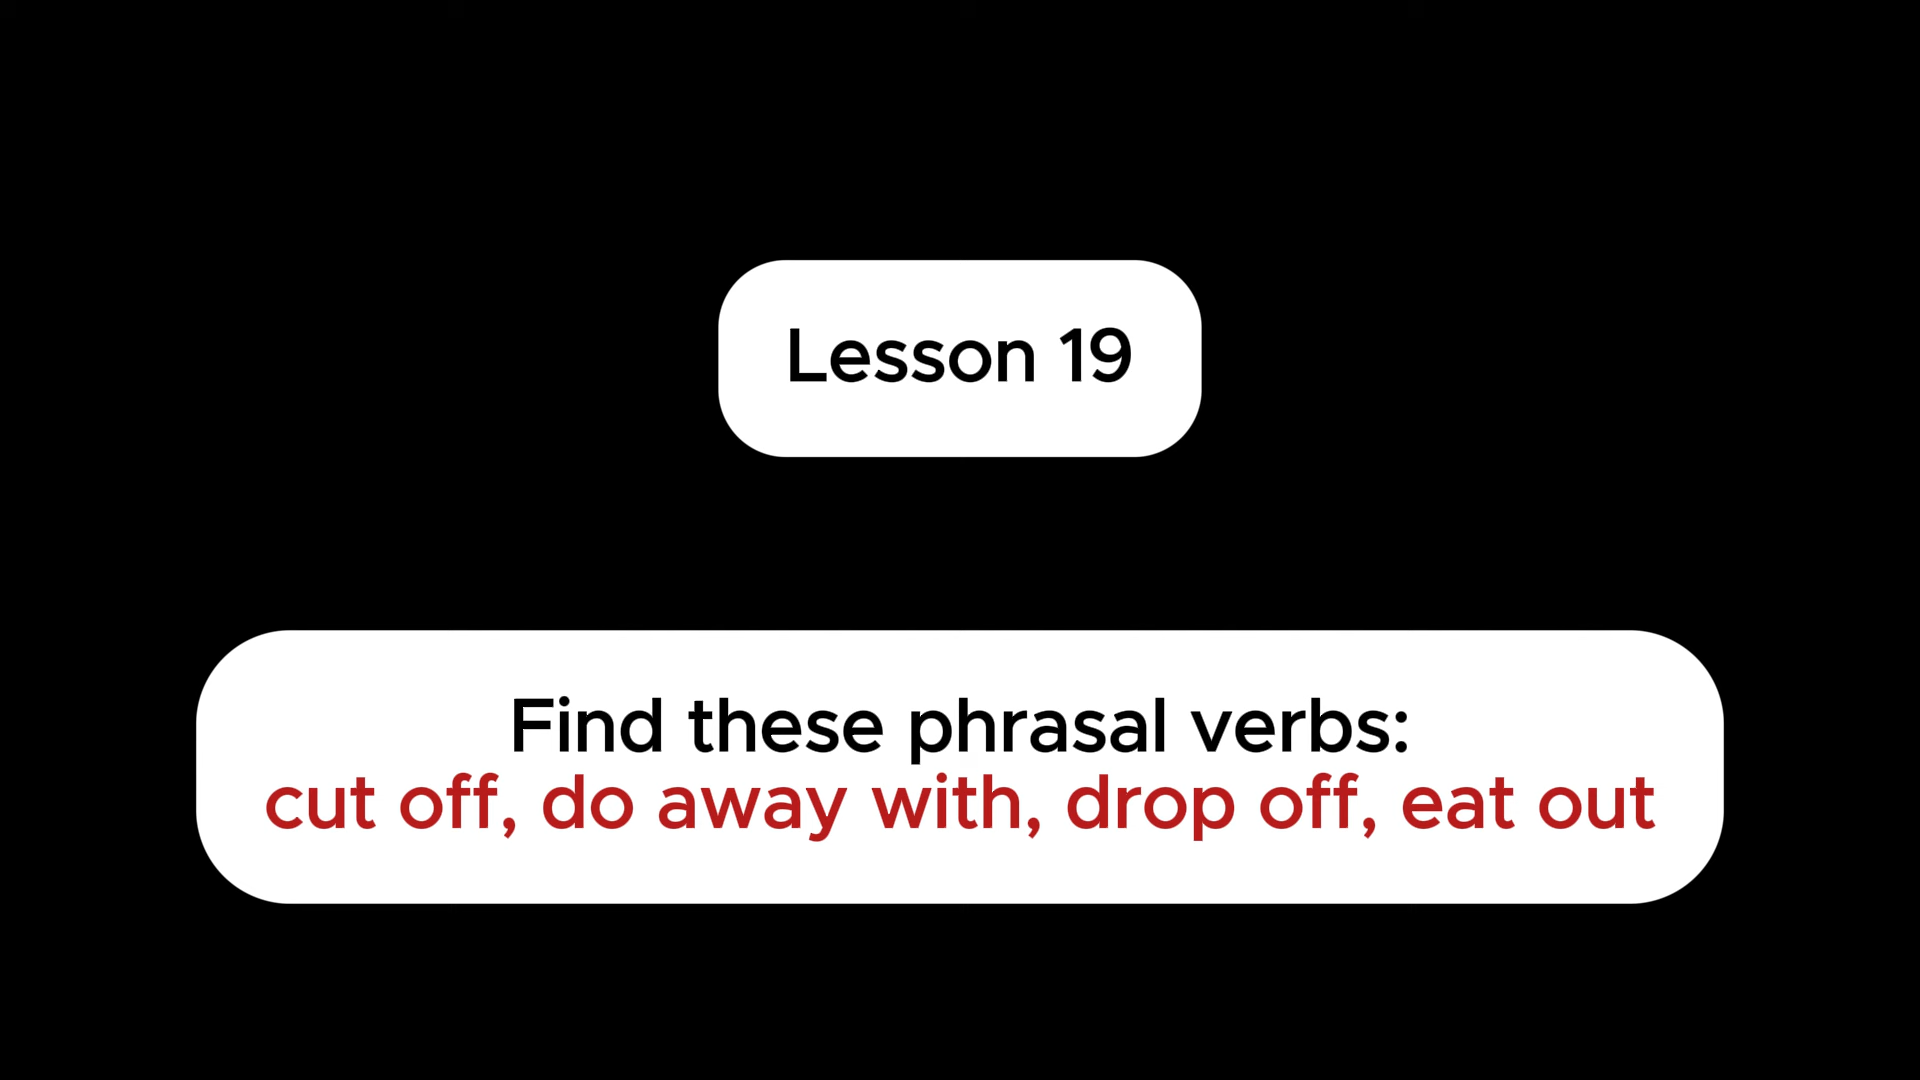 Lesson 19
Find these phrasal verbs:
cut off, do away with, drop off, eat out